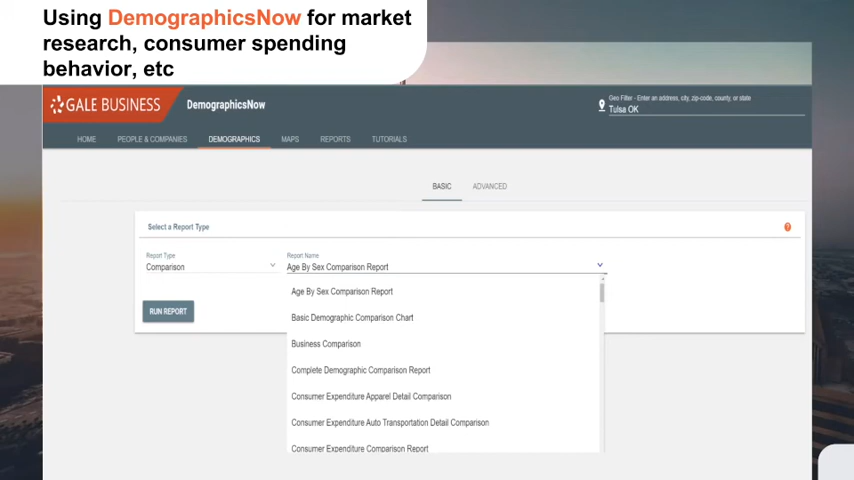 Using DemographicsNow for market
research, consumer spending
behavior, etc
GALE BUSINESS
DemographicsNow
Geo Filter - Enter an address, city, zip-code, county, or state
Tulsa OK
HOME
PEOPLE & COMPANIES
DEMOGRAPHICS
MAPS
REPORTS
TUTORIALS
BASIC
ADVANCED
Select a Report Type
?
Report Type
Comparison
Report Name
Age By Sex Comparison Report
RUN REPORT
Age By Sex Comparison Report
Basic Demographic Comparison Chart
Business Comparison
Complete Demographic Comparison Report
Consumer Expenditure Apparel Detail Comparison
Consumer Expenditure Auto Transportation Detail Comparison
Consumer Expenditure Comparison Report